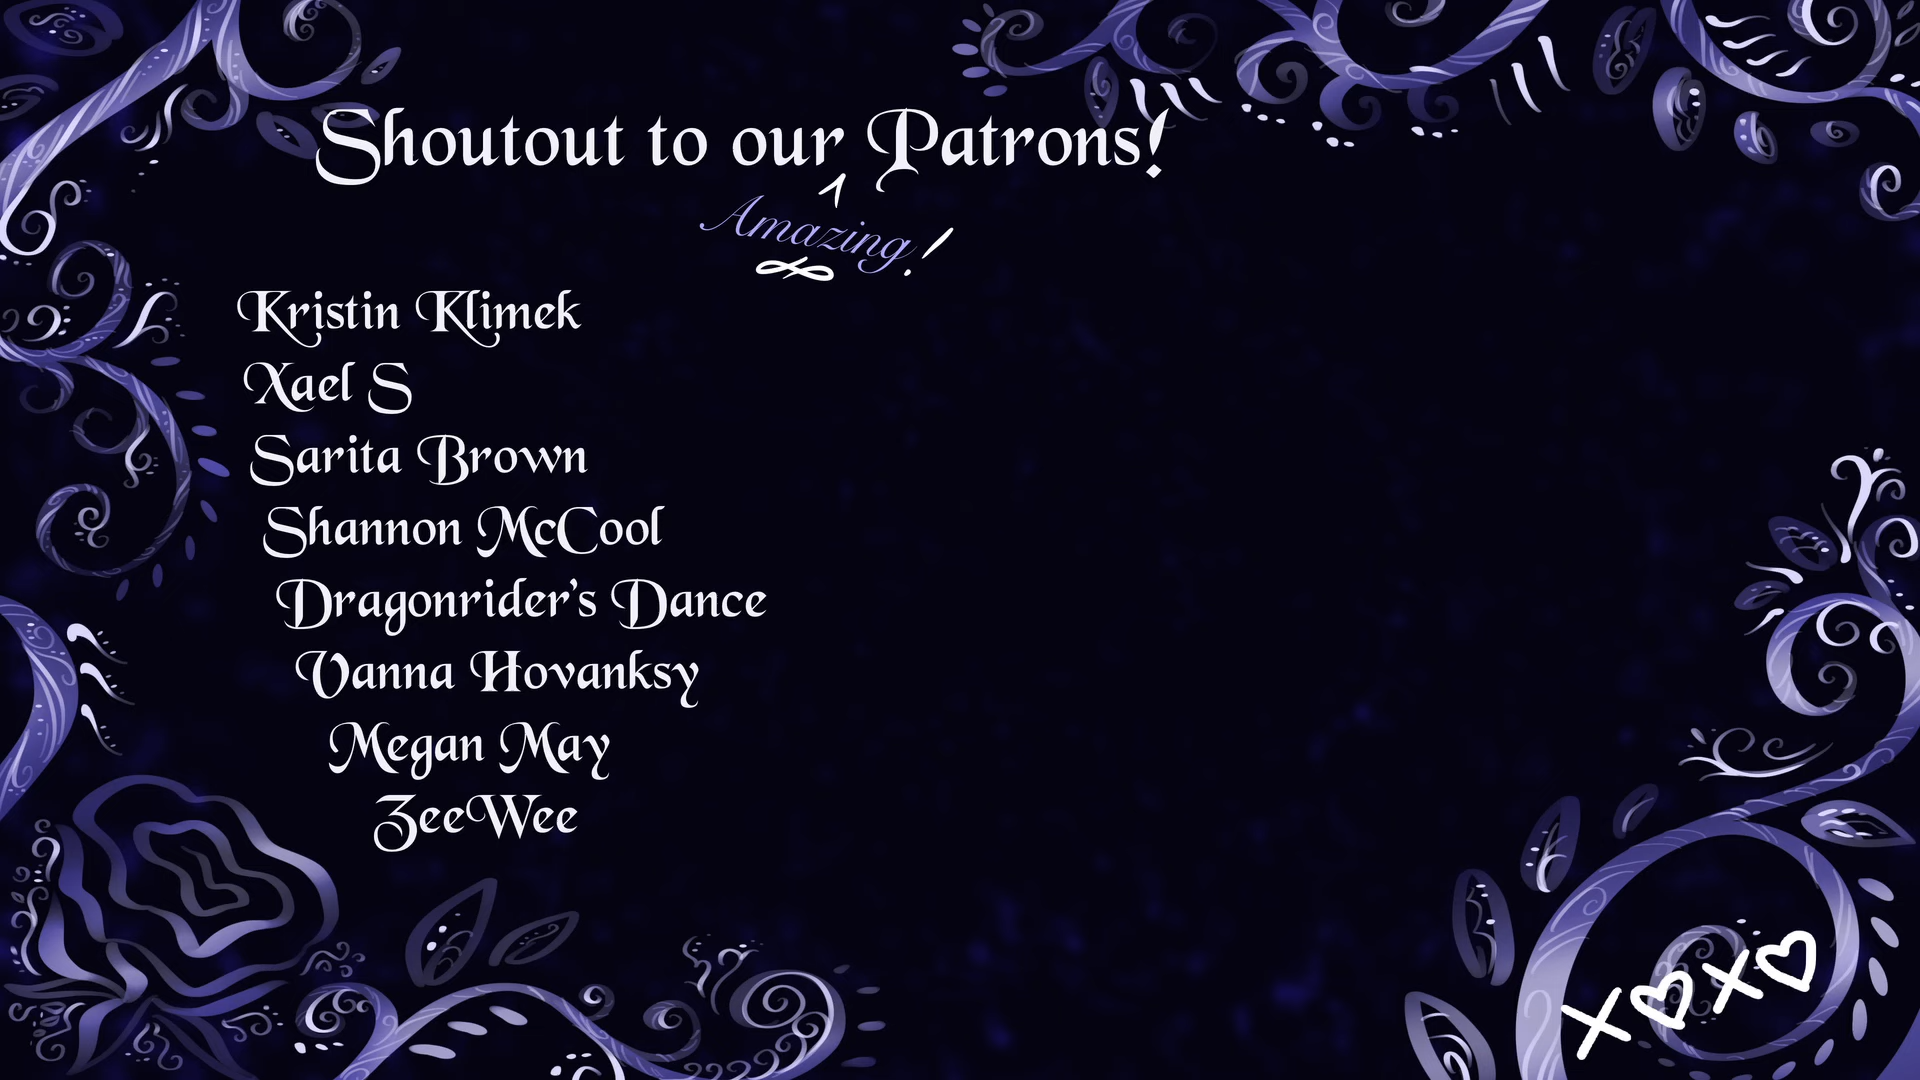 Shoutout to our Patrons!
^
Amazing!
Kristin Klimek
Xael S
Sarita Brown
Shannon McCool
Dragonrider's Dance
Vanna Hovanksy
Megan May
ZeeWee
X♡X♡